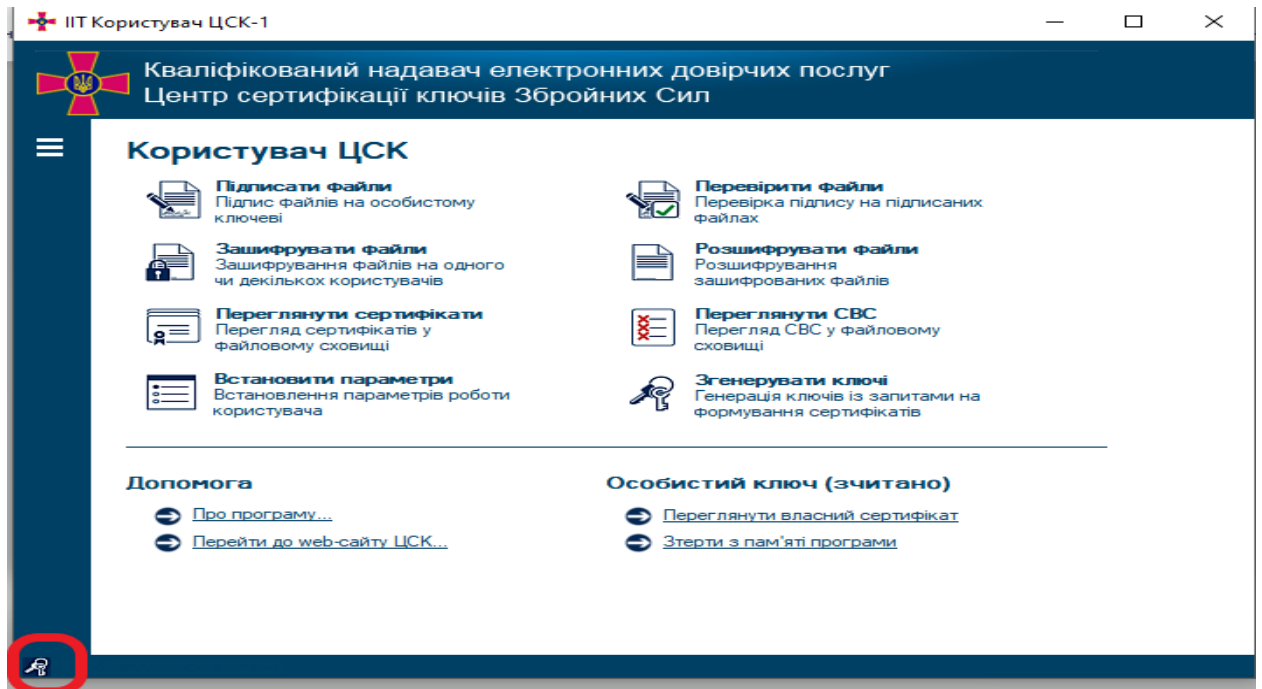 ІІТ Користувач ЦСК-1
Кваліфікований надавач електронних довірчих послуг
Центр сертифікації ключів Збройних Сил
Користувач ЦСК
Підписати файли
Підпис файлів на особистому
ключеві
Перевірити файли
Перевірка підпису на підписаних
файлах
Зашифрувати файли
Зашифрування файлів на одного
чи декількох користувачів
Розшифрувати файли
Розшифрування
зашифрованих файлів
Переглянути сертифікати
Перегляд сертифікатів у
файловому сховищі
Переглянути СВС
Перегляд СВС у файловому
сховищі
Встановити параметри
Встановлення параметрів роботи
користувача
Згенерувати ключі
Генерація ключів із запитами на
формування сертифікатів
Допомога
Про програму...
Перейти до web-сайту ЦСК...
Особистий ключ (зчитано)
Переглянути власний сертифікат
Зтерти з пам'яті програми